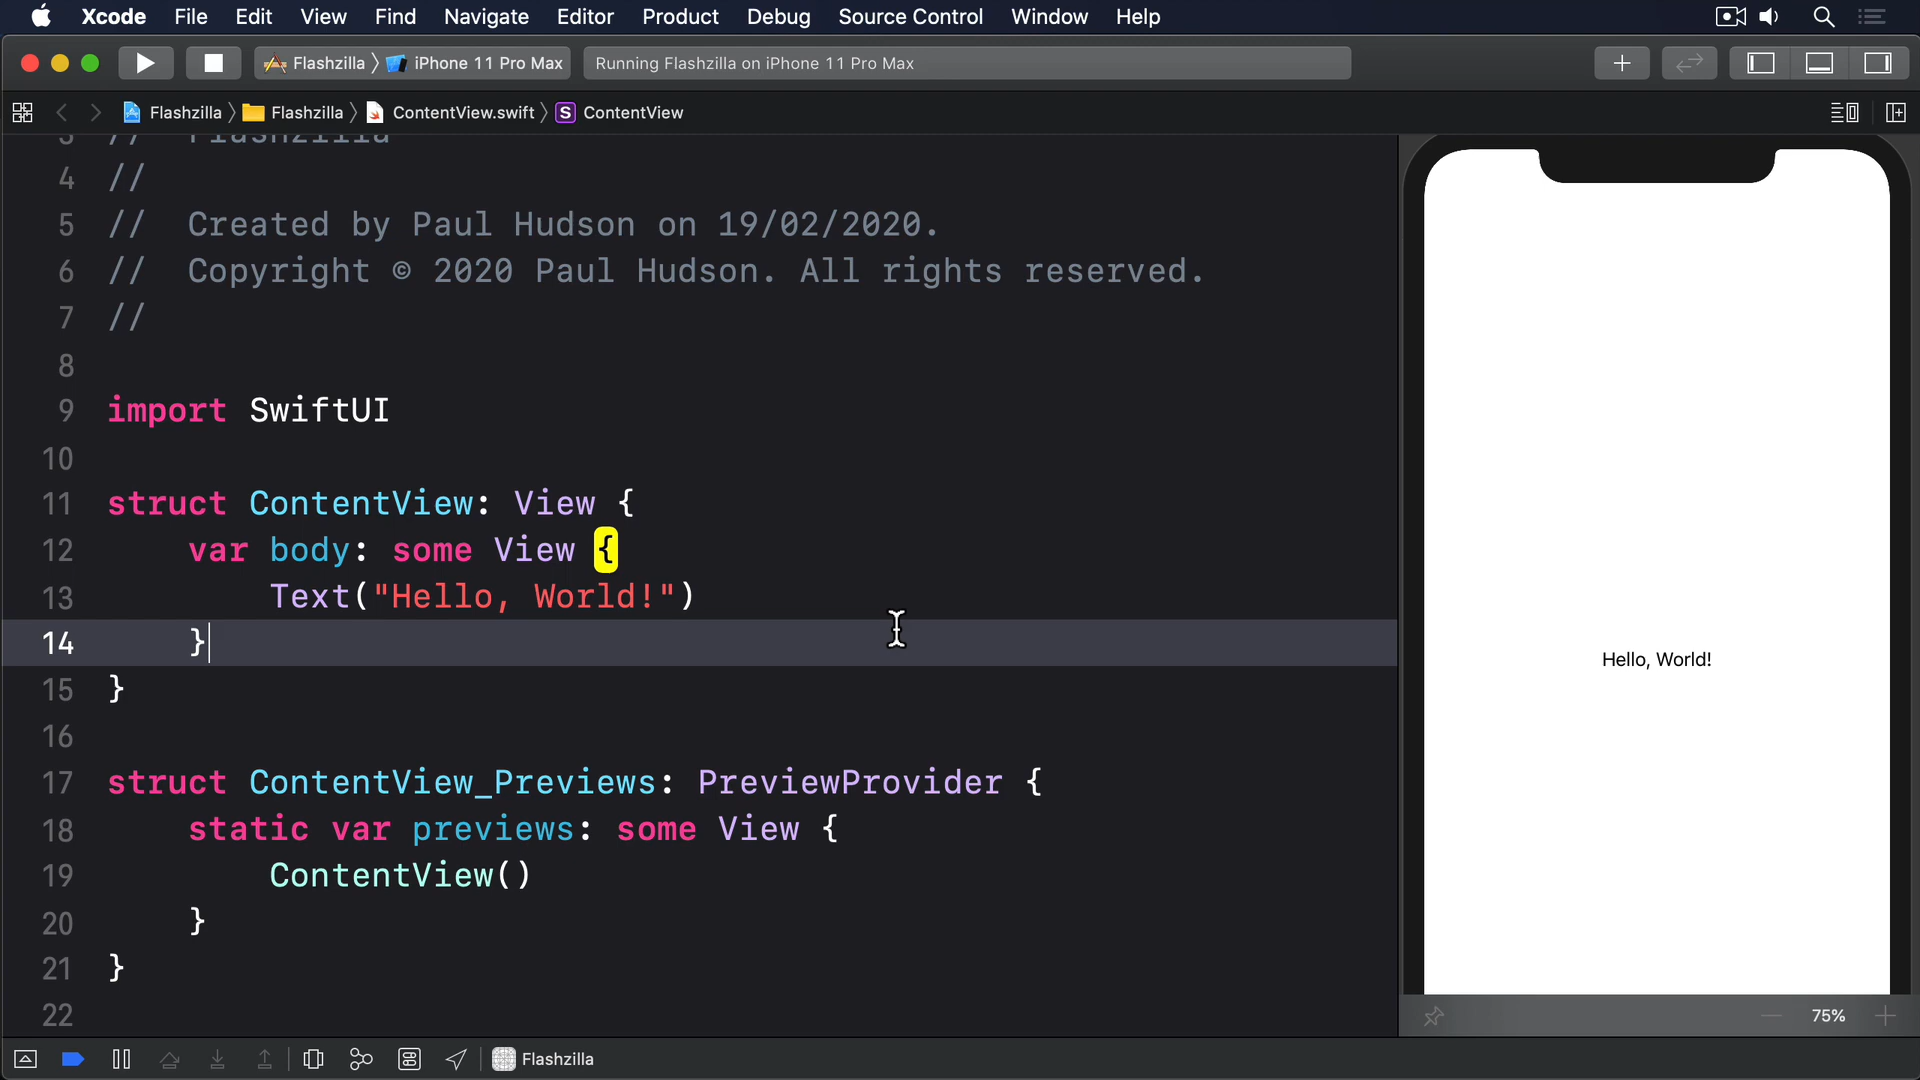 Xcode File Edit View Find Navigate Editor Product Debug Source Control Window Help
Flashzilla iPhone 11 Pro Max Running Flashzilla on iPhone 11 Pro Max
Flashzilla Flashzilla ContentView.swift S ContentView
3 // Flashzilla
4 //
5 // Created by Paul Hudson on 19/02/2020.
6 // Copyright © 2020 Paul Hudson. All rights reserved.
7 //
8
9 import SwiftUI
10
11 struct ContentView: View {
12 var body: some View {
13 Text("Hello, World!")
14 }
15 }
16
17 struct ContentView_Previews: PreviewProvider {
18 static var previews: some View {
19 ContentView()
20 }
21 }
22
Hello, World!
75%
Flashzilla